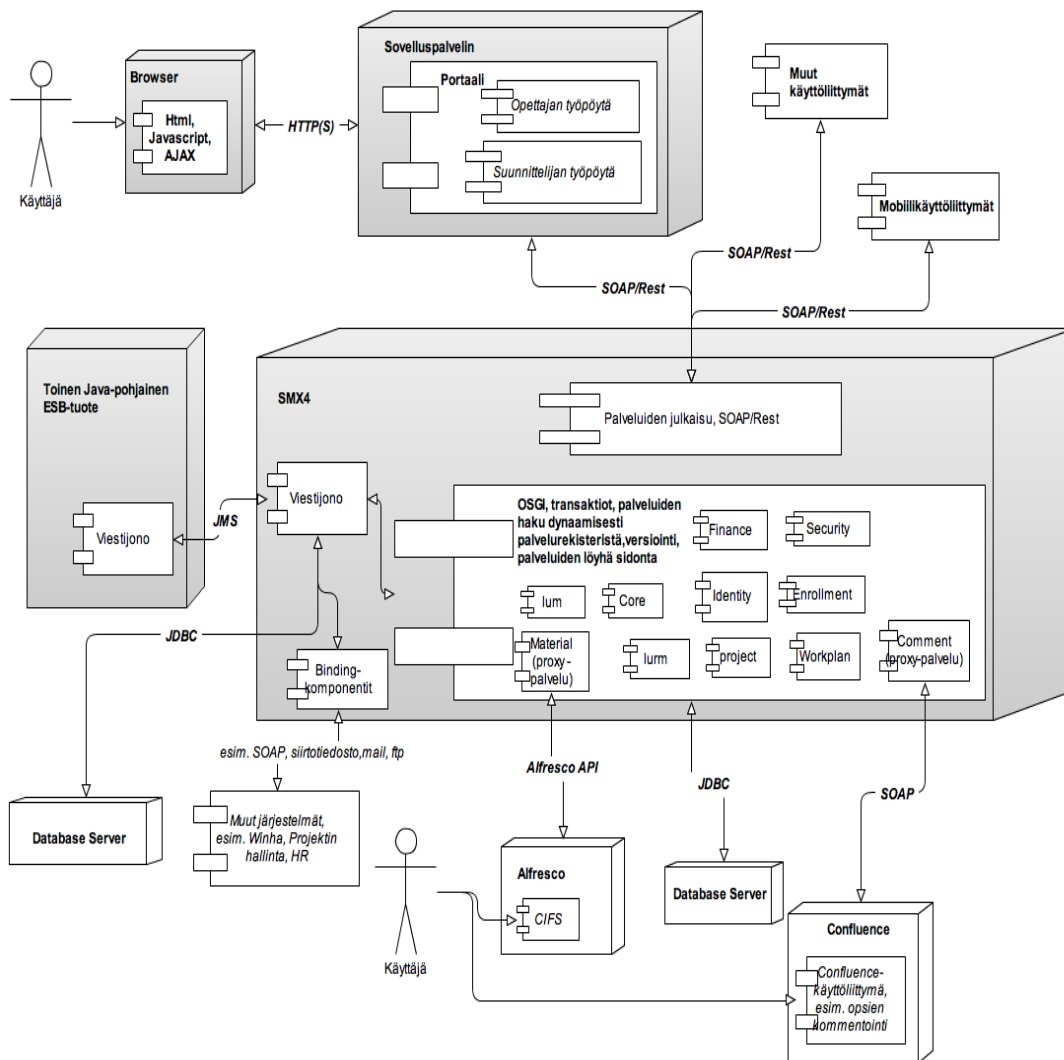 Sovelluspalvelin
Portaali
Opettajan työpöytä
Suunnittelijan työpöytä
Browser
Html,
Javascript,
AJAX
HTTP(S)
Käyttäjä
Muut
käyttöliittymät
Mobiilikäyttöliittymät
SOAP/Rest
SOAP/Rest
SOAP/Rest
Toinen Java-pohjainen
ESB-tuote
Viestijono
JMS
SMX4
Palveluiden julkaisu, SOAP/Rest
Viestijono
OSGI, transaktiot, palveluiden
haku dynaamisesti
palvelurekisteristä,versiointi,
palveluiden löyhä sidonta
Finance
Security
lum
Core
Identity
Enrollment
Material
(proxy-
palvelu)
lurm
project
Workplan
Comment
(proxy-palvelu)
JDBC
Binding-
komponentit
esim. SOAP, siirtotiedosto,mail, ftp
Alfresco API
JDBC
SOAP
Database Server
Muut järjestelmät,
esim. Winha, Projektin
hallinta, HR
Käyttäjä
Alfresco
CIFS
Database Server
Confluence
Confluence-
käyttöliittymä,
esim. opsien
kommentointi